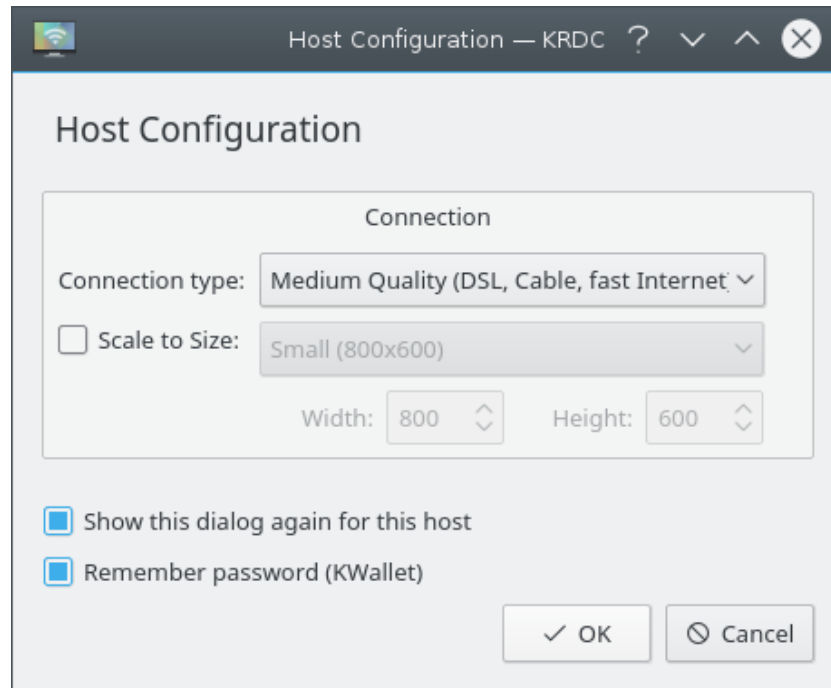 Host Configuration — KRDC
Host Configuration
Connection
Connection type: Medium Quality (DSL, Cable, fast Internet)
Scale to Size: Small (800x600)
Width: 800 Height: 600
Show this dialog again for this host
Remember password (KWallet)
OK Cancel